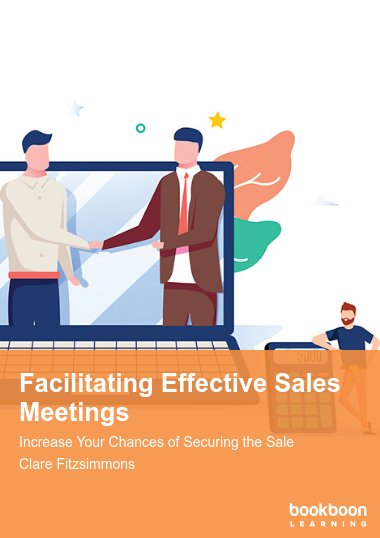 Facilitating Effective Sales
Meetings
Increase Your Chances of Securing the Sale
Clare Fitzsimmons
bookboon
LEARNING